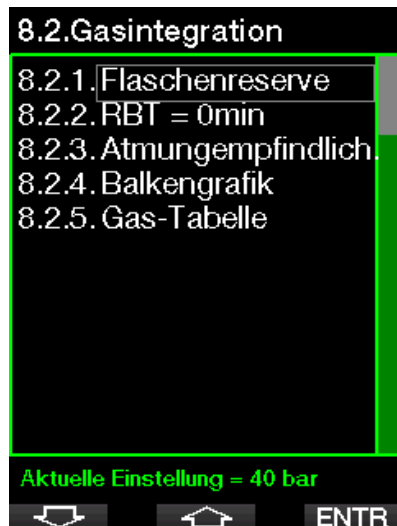 8.2.Gasintegration
8.2.1.Flaschenreserve
8.2.2.RBT = 0min
8.2.3.Atmungempfindlich.
8.2.4.Balkengrafik
8.2.5.Gas-Tabelle
Aktuelle Einstellung = 40 bar
ENTR